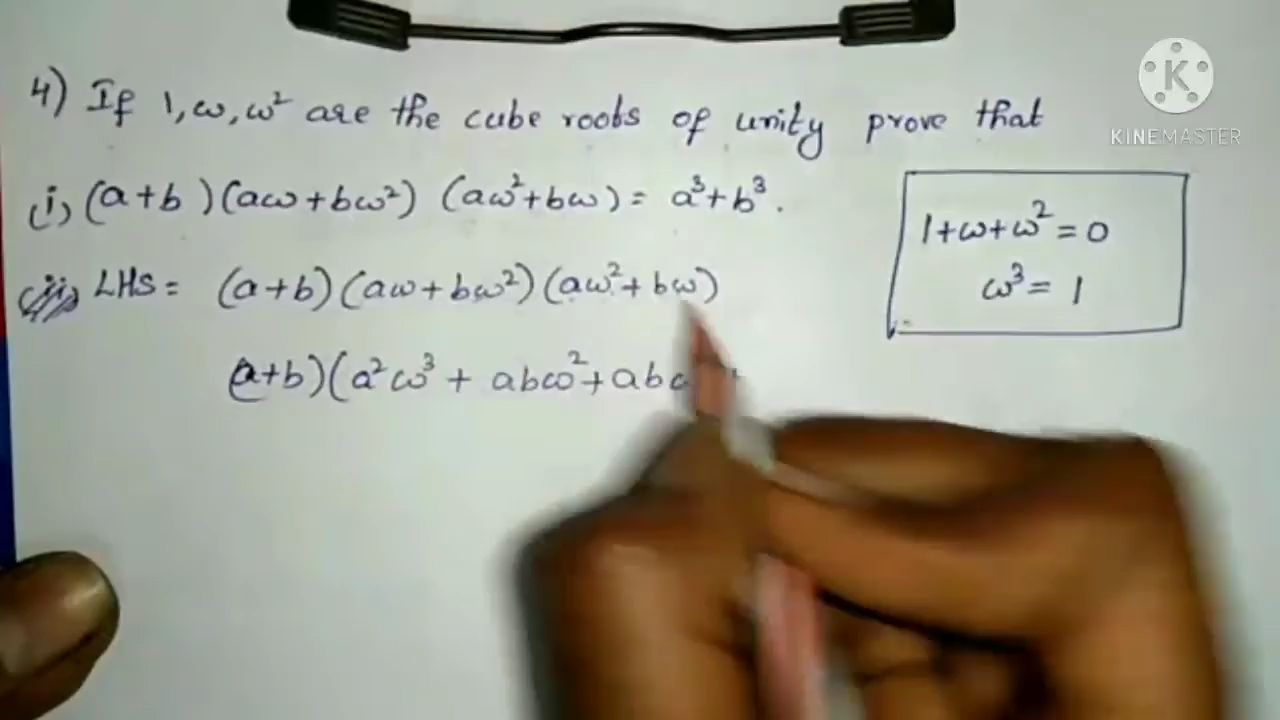 4) If 1, ω, ω² are the cube roots of unity prove that
(i) (a+b)(aω+bω²) (aω²+bω) = a³+b³.
1+ω+ω² = 0
ω³ = 1
LHS = (a+b)(aω+bω²)(aω²+bω)
(a+b)(a²ω³ + abω²+ab
KINEMASTER